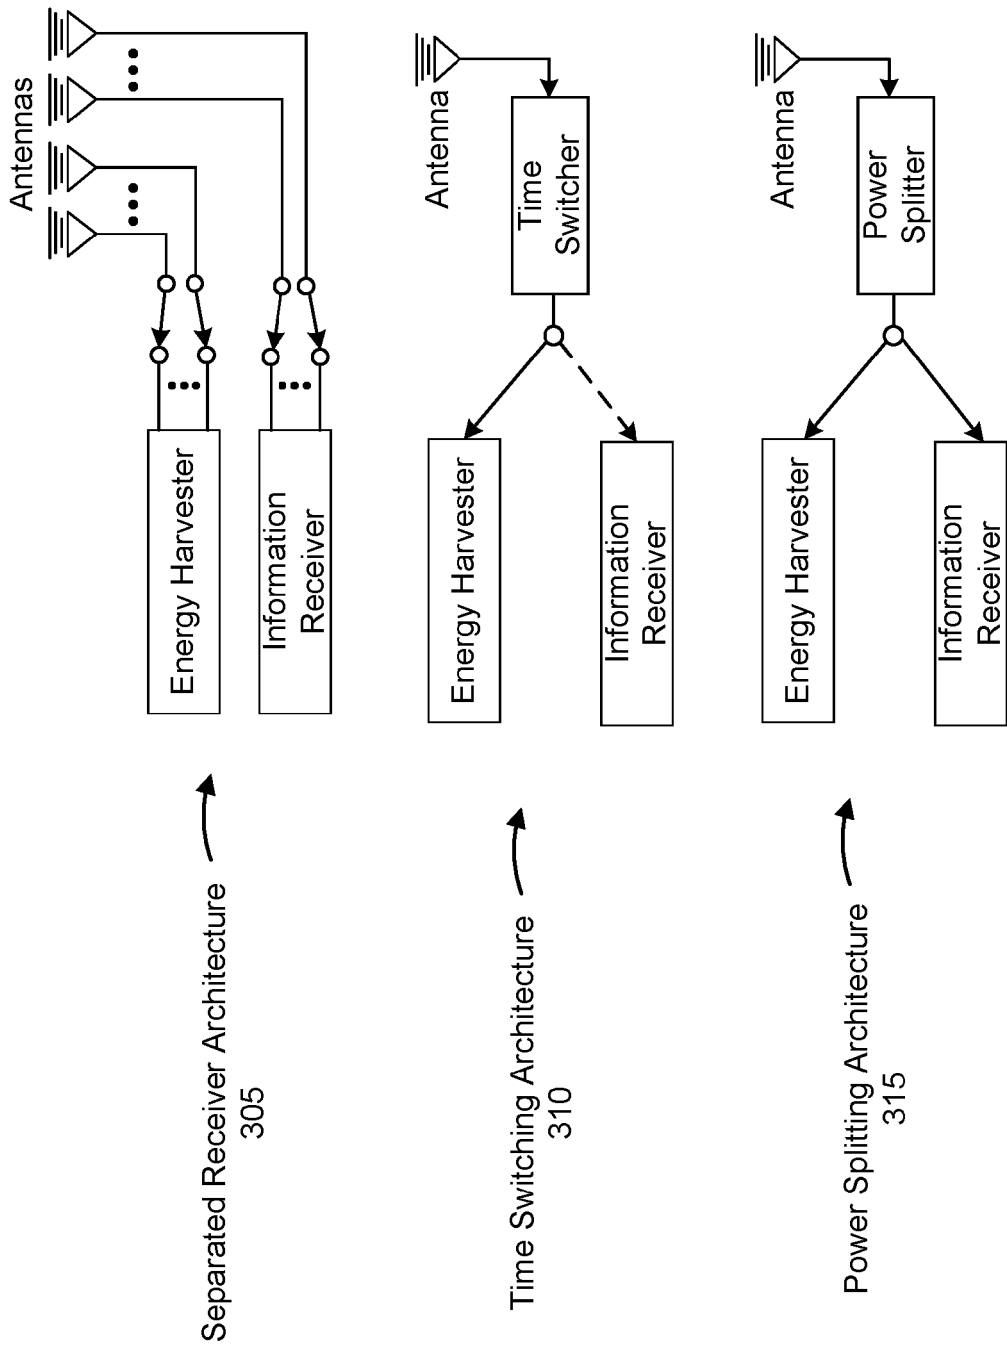 Separated Receiver Architecture
305
Energy Harvester
Information
Receiver
Antennas
Time Switching Architecture
310
Energy Harvester
Information
Receiver
Time
Switcher
Antenna
Power Splitting Architecture
315
Energy Harvester
Information
Receiver
Power
Splitter
Antenna